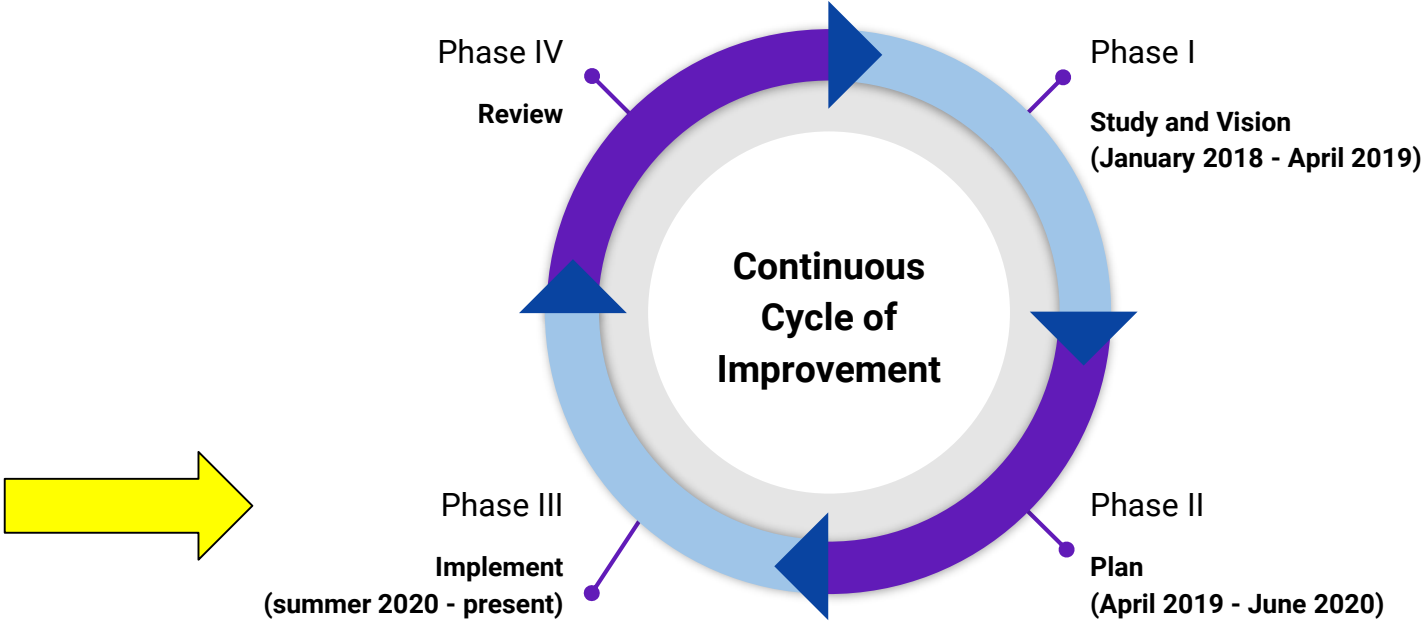 Phase IV
Review
Phase I
Study and Vision
(January 2018 - April 2019)
Continuous
Cycle of
Improvement
Phase III
Implement
(summer 2020 - present)
Phase II
Plan
(April 2019 - June 2020)